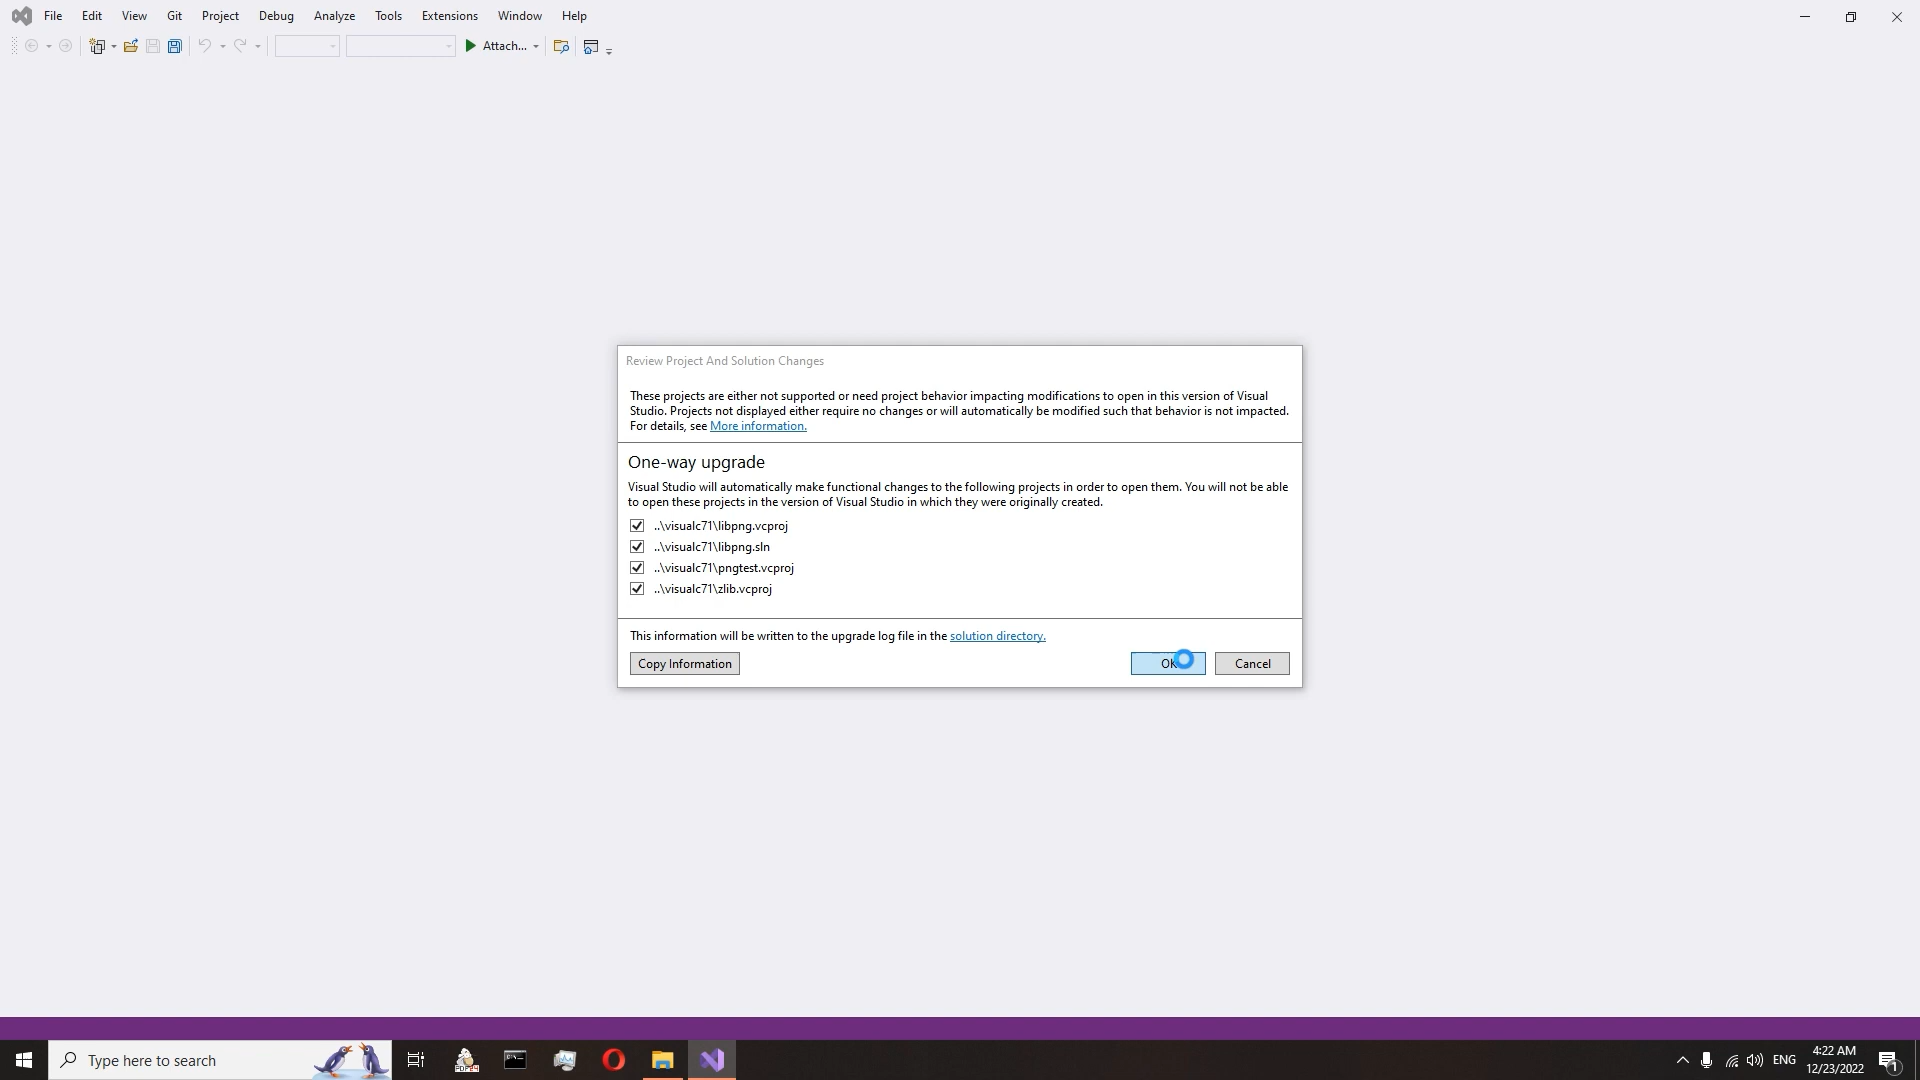 File Edit View Git Project Debug Analyze Tools Extensions Window Help
Attach...
Review Project And Solution Changes
These projects are either not supported or need project behavior impacting modifications to open in this version of Visual
Studio. Projects not displayed either require no changes or will automatically be modified such that behavior is not impacted.
For details, see More information.
One-way upgrade
Visual Studio will automatically make functional changes to the following projects in order to open them. You will not be able
to open these projects in the version of Visual Studio in which they were originally created.
..\visualc71\libpng.vcproj
..\visualc71\libpng.sln
..\visualc71\pngtest.vcproj
..\visualc71\zlib.vcproj
This information will be written to the upgrade log file in the solution directory.
Copy Information OK Cancel
Type here to search
ENG
4:22 AM
12/23/2022
1